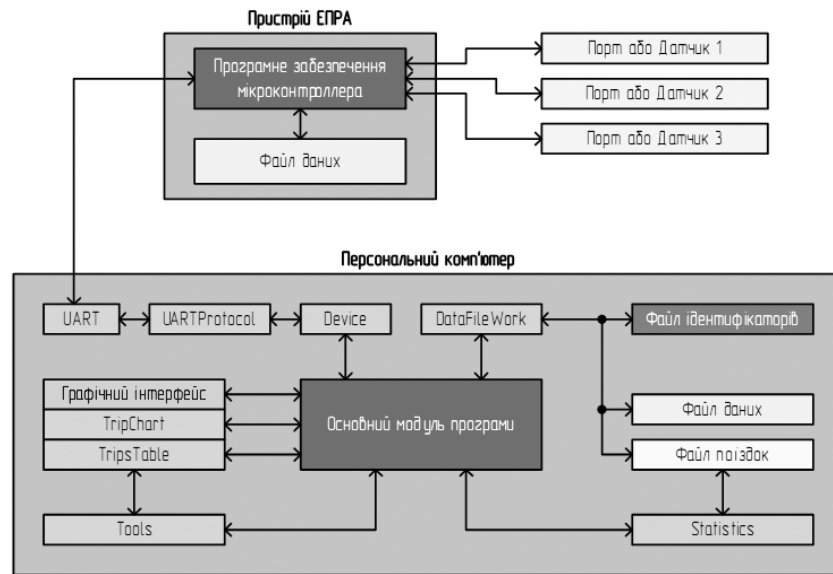 Пристрій ЕПРА
Програмне забезпечення
мікроконтроллера
Файл даних
Порт або Датчик 1
Порт або Датчик 2
Порт або Датчик 3
Персональний комп'ютер
UART
UARTProtocol
Device
DataFileWork
Файл ідентифікаторів
Графічний інтерфейс
TripChart
TripsTable
Основний модуль програми
Файл даних
Файл поїздок
Tools
Statistics